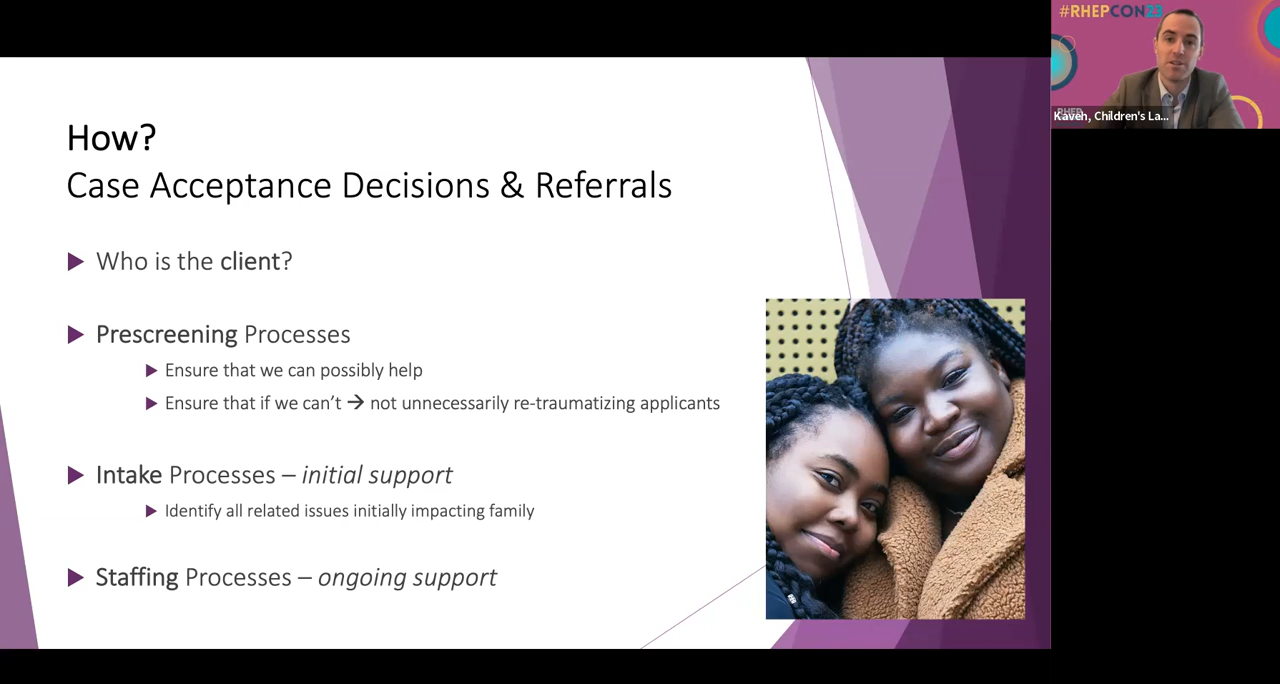 #RHEPCON23
RHEP
Kaven, Children's La...
How?
Case Acceptance Decisions & Referrals
Who is the client?
Prescreening Processes
Ensure that we can possibly help
Ensure that if we can't → not unnecessarily re-traumatizing applicants
Intake Processes – initial support
Identify all related issues initially impacting family
Staffing Processes – ongoing support